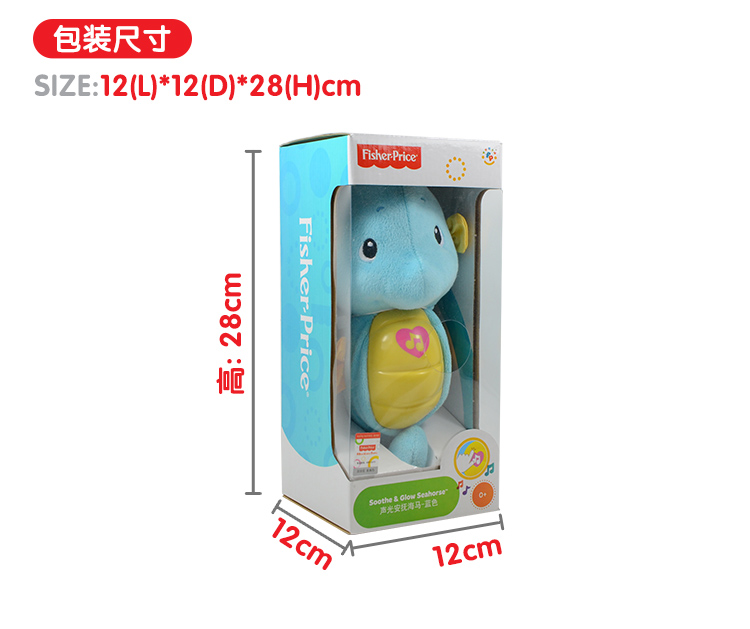 包装尺寸
SIZE:12(L)*12(D)*28(H)cm
Fisher-Price
Fisher-Price
高: 28cm
Soothe & Glow Seahorse™
声光安抚海马-蓝色
0+
12cm
12cm